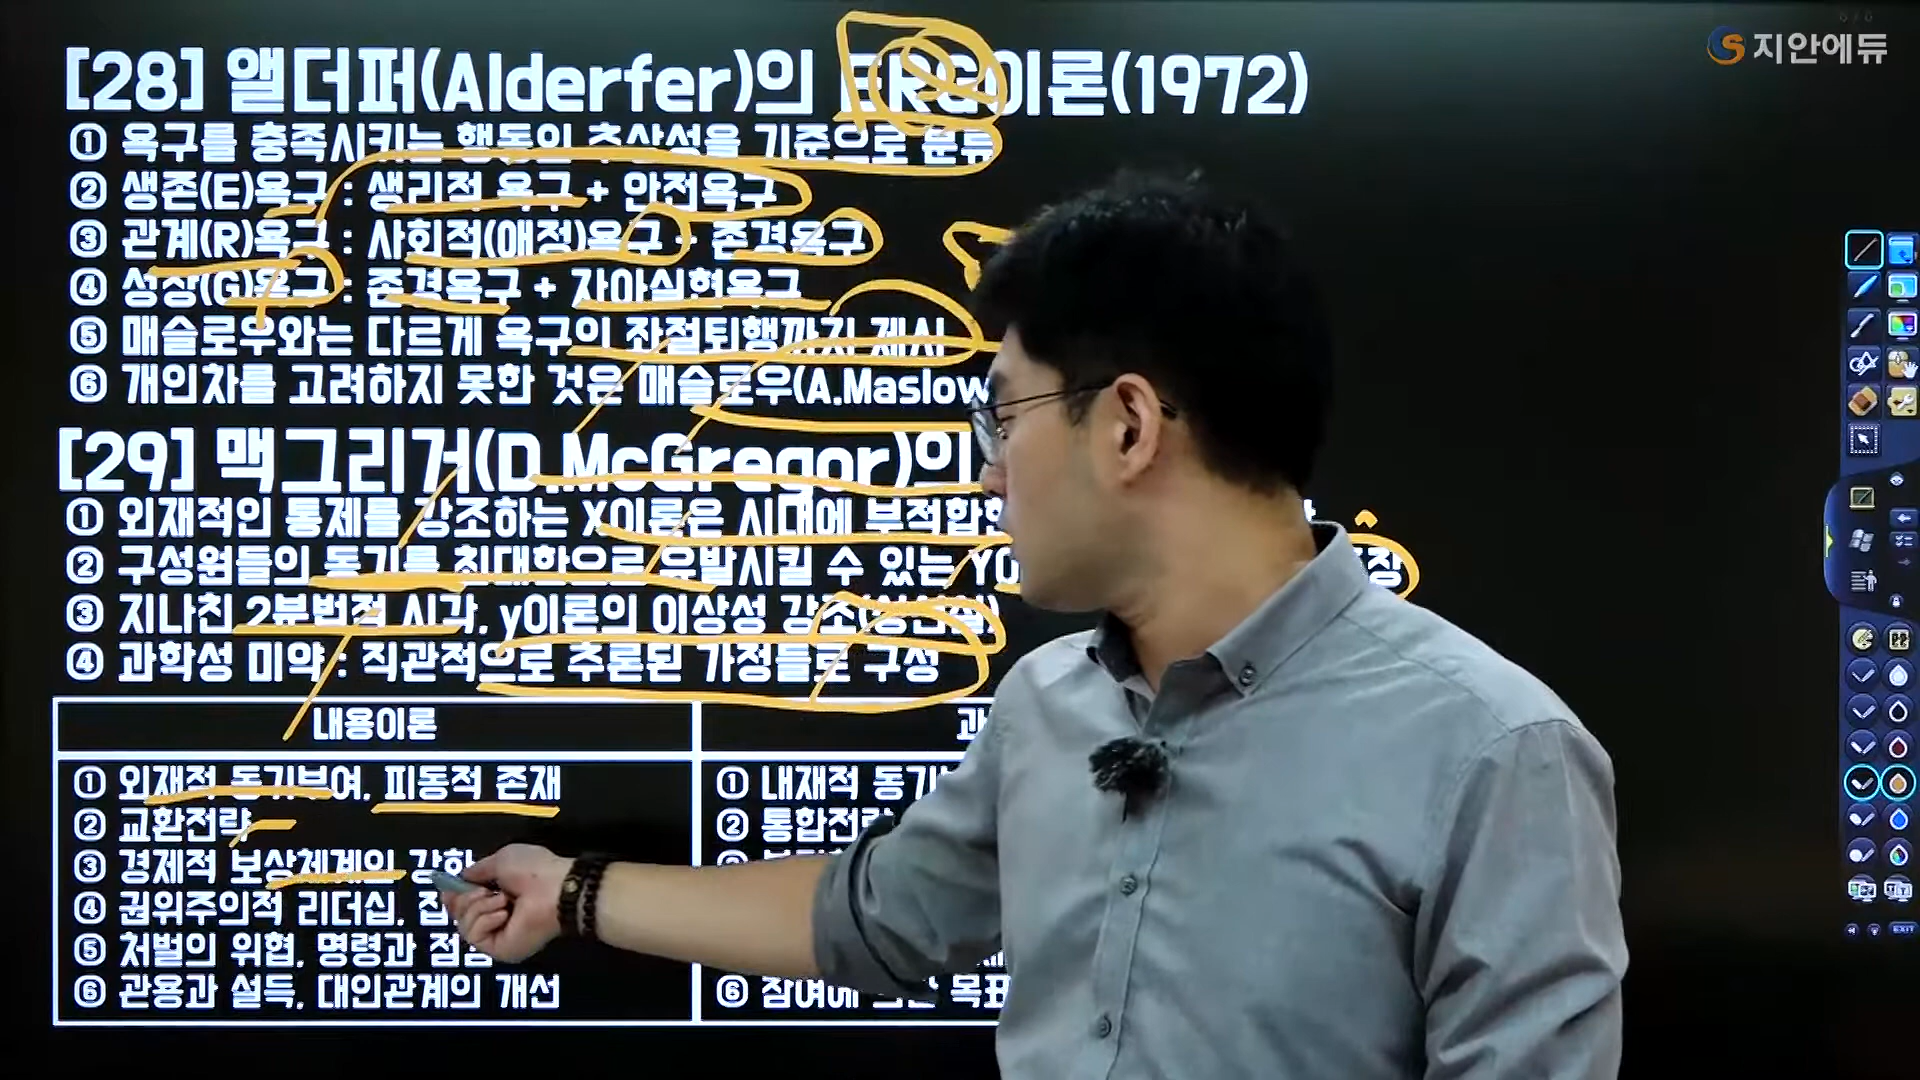 지안에듀
[28] 앨더퍼(Alderfer)의 ERG이론(1972)
① 욕구를 충족시키는 행동의 추상성을 기준으로 분류
② 생존(E)욕구 : 생리적 욕구 + 안전욕구
③ 관계(R)욕구 : 사회적(애정)욕구 + 존경욕구
④ 성장(G)욕구 : 존경욕구 + 자아실현욕구
⑤ 매슬로우와는 다르게 욕구의 좌절퇴행까지 제시
⑥ 개인차를 고려하지 못한 것은 매슬로우(A.Maslow
[29] 맥그리거(D.McGregor)의
① 외재적인 통제를 강조하는 X이론은 시대에 부적합한
② 구성원들의 동기를 최대한으로 유발시킬 수 있는 Y이
③ 지나친 2분법적 시각, y이론의 이상성 강조(성선설)
④ 과학성 미약 : 직관적으로 추론된 가정들로 구성
내용이론
① 외재적 동기부여, 피동적 존재
② 교환전략
③ 경제적 보상체계의 강화
④ 권위주의적 리더십,
⑤ 처벌의 위협, 명령과
⑥ 관용과 설득, 대인관계의 개선
① 내재적
② 통합전략
⑥ 참여에 의한 목표
EXIT